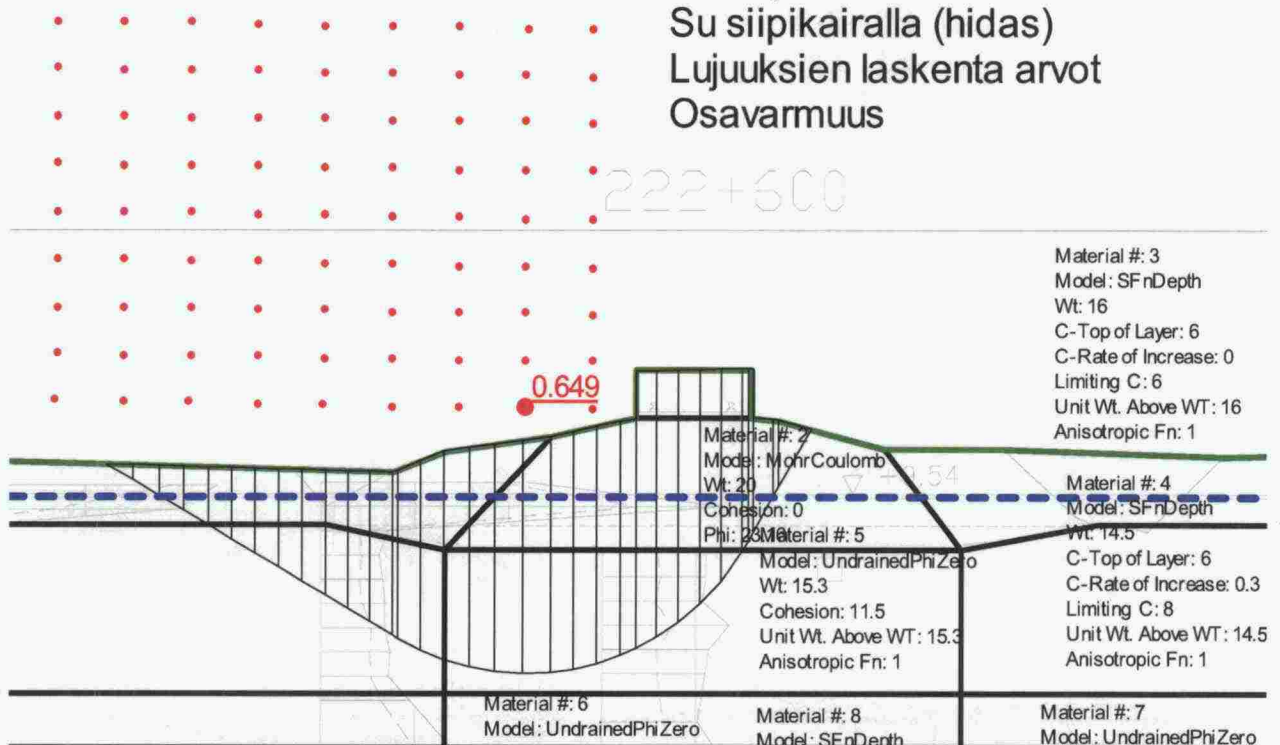 Su siipikairalla (hidas)
Lujuuksien laskenta arvot
Osavarmuus
222+600
Material #: 3
Model: SFnDepth
Wt: 16
C-Top of Layer: 6
C-Rate of Increase: 0
Limiting C: 6
Unit Wt. Above WT: 16
Anisotropic Fn: 1
0.649
Material #: 2
Model: MohrCoulomb
Wt: 20
Cohesion: 0
Phi:
+9.54
Material #: 4
Model: SFnDepth
Wt: 14.5
C-Top of Layer: 6
C-Rate of Increase: 0.3
Limiting C: 8
Unit Wt. Above WT: 14.5
Anisotropic Fn: 1
Material #: 5
Model: UndrainedPhiZero
Wt: 15.3
Cohesion: 11.5
Unit Wt. Above WT: 15.3
Anisotropic Fn: 1
Material #: 6
Model: UndrainedPhiZero
Material #: 8
Model: SFnDepth
Material #: 7
Model: UndrainedPhiZero